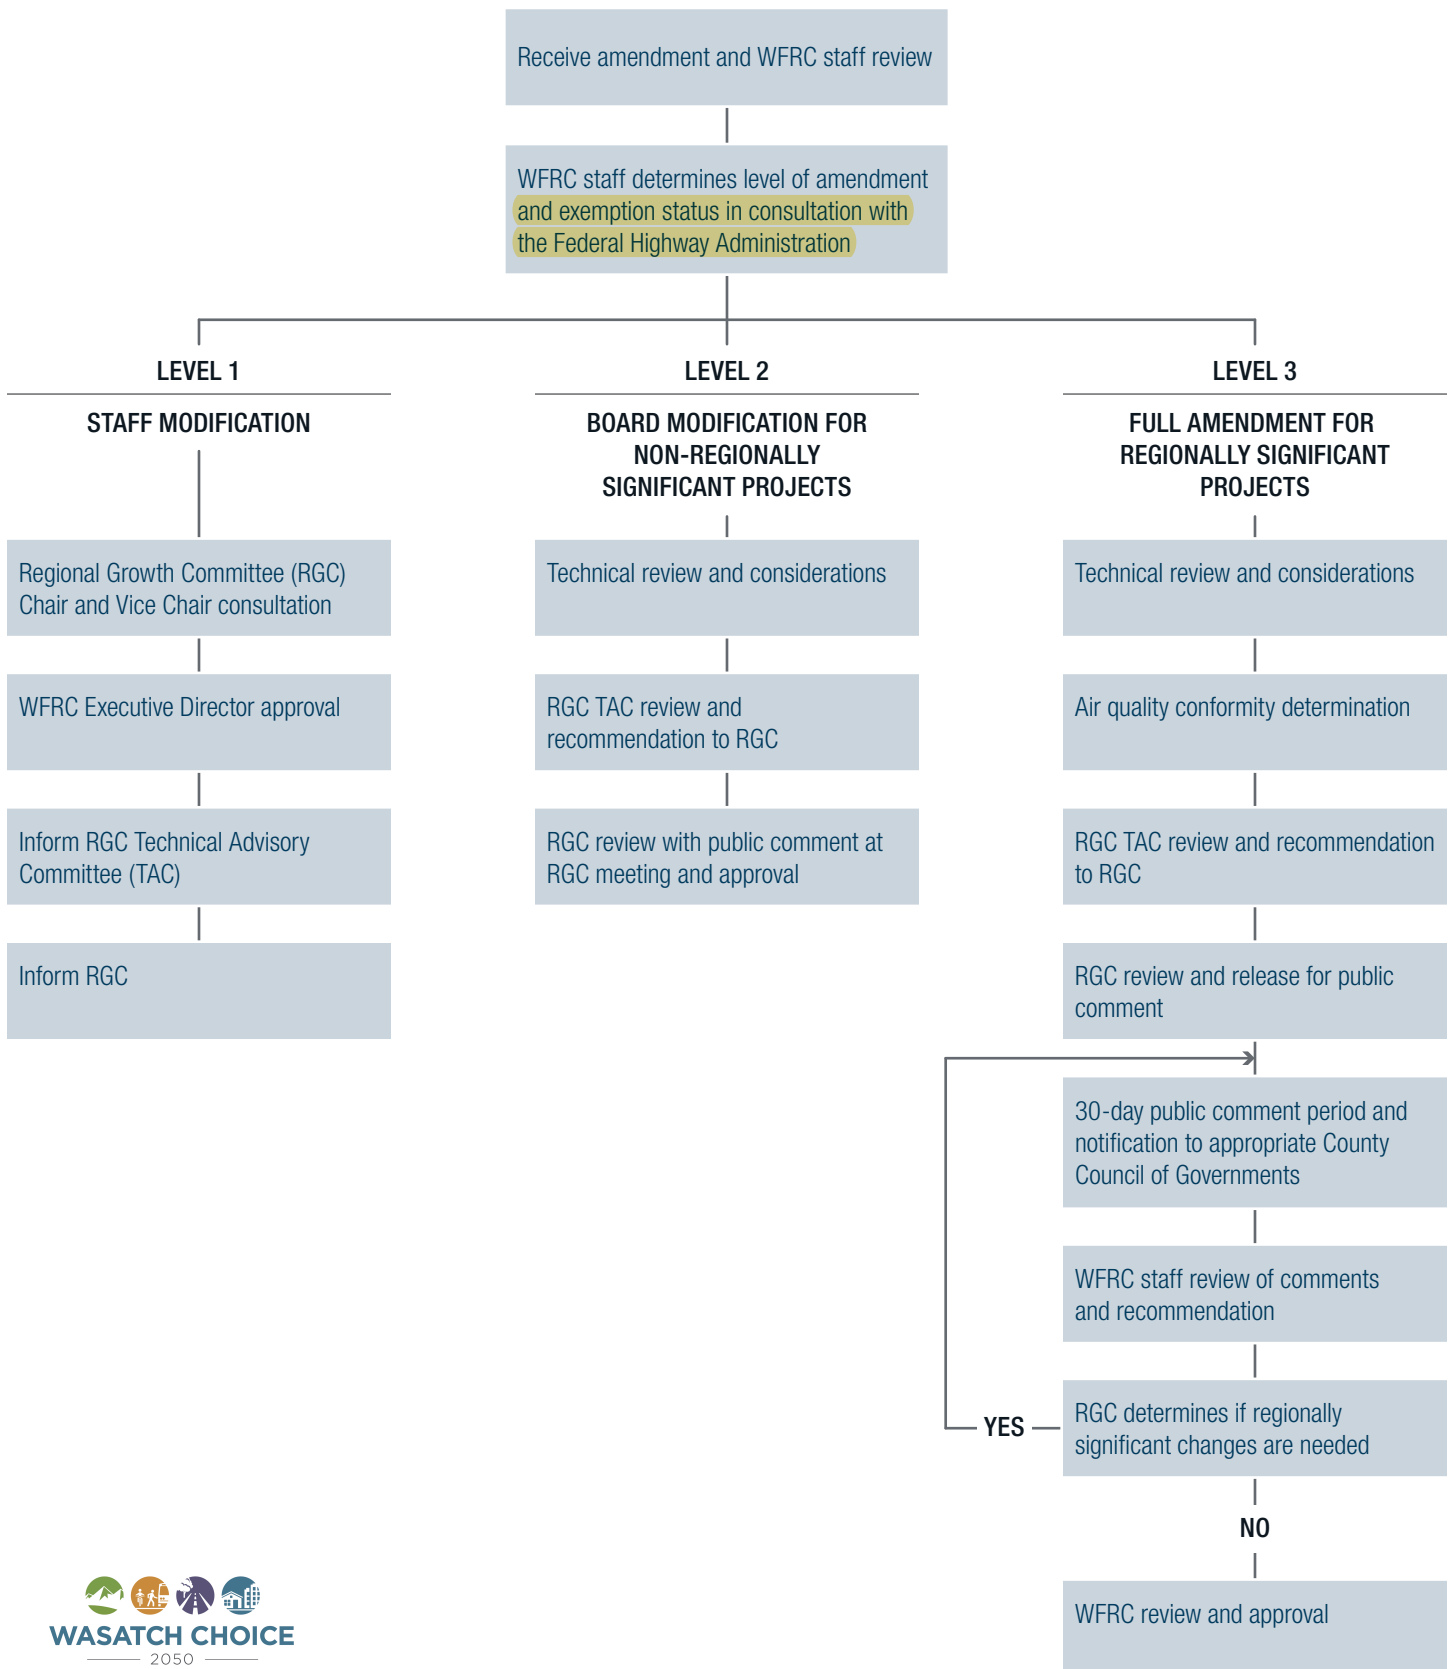 Receive amendment and WFRC staff review
WFRC staff determines level of amendment
and exemption status in consultation with
the Federal Highway Administration
LEVEL 1
STAFF MODIFICATION
Regional Growth Committee (RGC)
Chair and Vice Chair consultation
WFRC Executive Director approval
Inform RGC Technical Advisory
Committee (TAC)
Inform RGC
LEVEL 2
BOARD MODIFICATION FOR
NON-REGIONALLY
SIGNIFICANT PROJECTS
Technical review and considerations
RGC TAC review and
recommendation to RGC
RGC review with public comment at
RGC meeting and approval
LEVEL 3
FULL AMENDMENT FOR
REGIONALLY SIGNIFICANT
PROJECTS
Technical review and considerations
Air quality conformity determination
RGC TAC review and recommendation
to RGC
RGC review and release for public
comment
30-day public comment period and
notification to appropriate County
Council of Governments
WFRC staff review of comments
and recommendation
RGC determines if regionally
significant changes are needed
YES
NO
WFRC review and approval
WASATCH CHOICE
2050